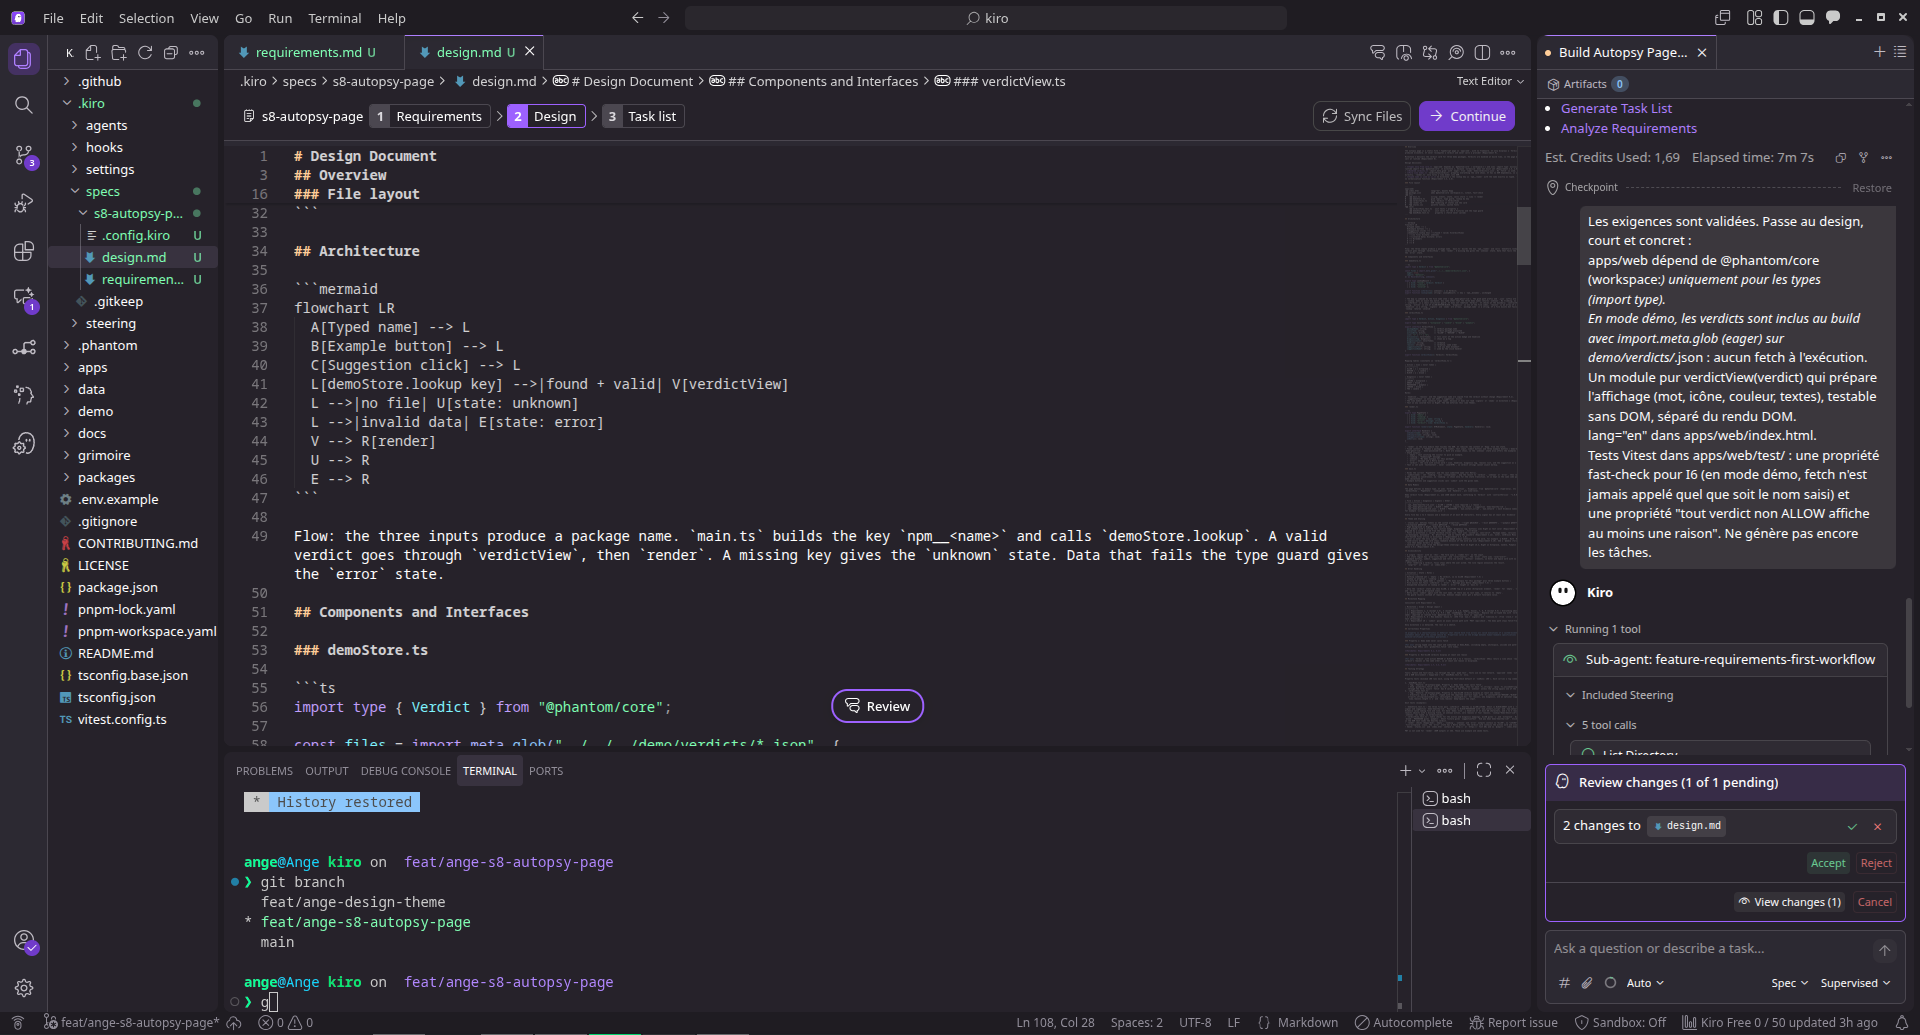 File Edit Selection View Go Run Terminal Help
kiro
K
requirements.md U
design.md U
Build Autopsy Page...
.github
.kiro
agents
hooks
settings
specs
s8-autopsy-p...
.config.kiro U
design.md U
requiremen... U
.gitkeep
steering
.phantom
apps
data
demo
docs
grimoire
packages
.env.example
.gitignore
CONTRIBUTING.md
LICENSE
package.json
pnpm-lock.yaml
pnpm-workspace.yaml
README.md
tsconfig.base.json
tsconfig.json
TS vitest.config.ts
3
1
.kiro > specs > s8-autopsy-page > design.md > # Design Document > ## Components and Interfaces > ### verdictView.ts
Text Editor
s8-autopsy-page 1 Requirements > 2 Design > 3 Task list
Sync Files
Continue
1 # Design Document
3 ## Overview
16 ### File layout
32 ```
33
34 ## Architecture
35
36 ```mermaid
37 flowchart LR
38 A[Typed name] --> L
39 B[Example button] --> L
40 C[Suggestion click] --> L
41 L[demoStore.lookup key] -->|found + valid| V[verdictView]
42 L -->|no file| U[state: unknown]
43 L -->|invalid data| E[state: error]
44 V --> R[render]
45 U --> R
46 E --> R
47 ```
48
49 Flow: the three inputs produce a package name. `main.ts` builds the key `npm__<name>` and calls `demoStore.lookup`. A valid
verdict goes through `verdictView`, then `render`. A missing key gives the `unknown` state. Data that fails the type guard gives
the `error` state.
50
51 ## Components and Interfaces
52
53 ### demoStore.ts
54
55 ```ts
56 import type { Verdict } from "@phantom/core";
57
58 const files = import.meta.glob("../../../demo/verdicts/*.json", {
Review
PROBLEMS OUTPUT DEBUG CONSOLE TERMINAL PORTS
* History restored
ange@Ange kiro on feat/ange-s8-autopsy-page
❯ git branch
feat/ange-design-theme
* feat/ange-s8-autopsy-page
main
ange@Ange kiro on feat/ange-s8-autopsy-page
❯ g
bash
bash
Artifacts 0
• Generate Task List
• Analyze Requirements
Est. Credits Used: 1,69 Elapsed time: 7m 7s
Checkpoint Restore
Les exigences sont validées. Passe au design,
court et concret :
apps/web dépend de @phantom/core
(workspace:) uniquement pour les types
(import type).
En mode démo, les verdicts sont inclus au build
avec import.meta.glob (eager) sur
demo/verdicts/.json : aucun fetch à l'exécution.
Un module pur verdictView(verdict) qui prépare
l'affichage (mot, icône, couleur, textes), testable
sans DOM, séparé du rendu DOM.
lang="en" dans apps/web/index.html.
Tests Vitest dans apps/web/test/ : une propriété
fast-check pour I6 (en mode démo, fetch n'est
jamais appelé quel que soit le nom saisi) et
une propriété "tout verdict non ALLOW affiche
au moins une raison". Ne génère pas encore
les tâches.
Kiro
Running 1 tool
Sub-agent: feature-requirements-first-workflow
Included Steering
5 tool calls
List Directory
Review changes (1 of 1 pending)
2 changes to design.md
Accept Reject
View changes (1) Cancel
Ask a question or describe a task...
# Auto Spec Supervised
feat/ange-s8-autopsy-page* 0 0
Ln 108, Col 28 Spaces: 2 UTF-8 LF Markdown Autocomplete Report issue Sandbox: Off Kiro Free 0 / 50 updated 3h ago